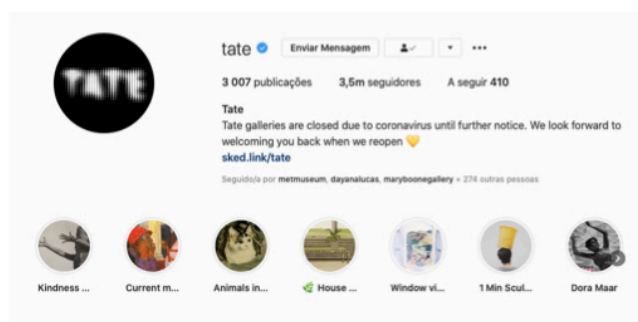 TATE
tate Enviar Mensagem
3 007 publicações 3,5m seguidores A seguir 410
Tate
Tate galleries are closed due to coronavirus until further notice. We look forward to
welcoming you back when we reopen 💛
sked.link/tate
Seguido/a por metmuseum, dayanalucas, maryboonegallery + 274 outras pessoas
Kindness ... Current m... Animals in... 🌿 House ... Window vi... 1 Min Scul... Dora Maar